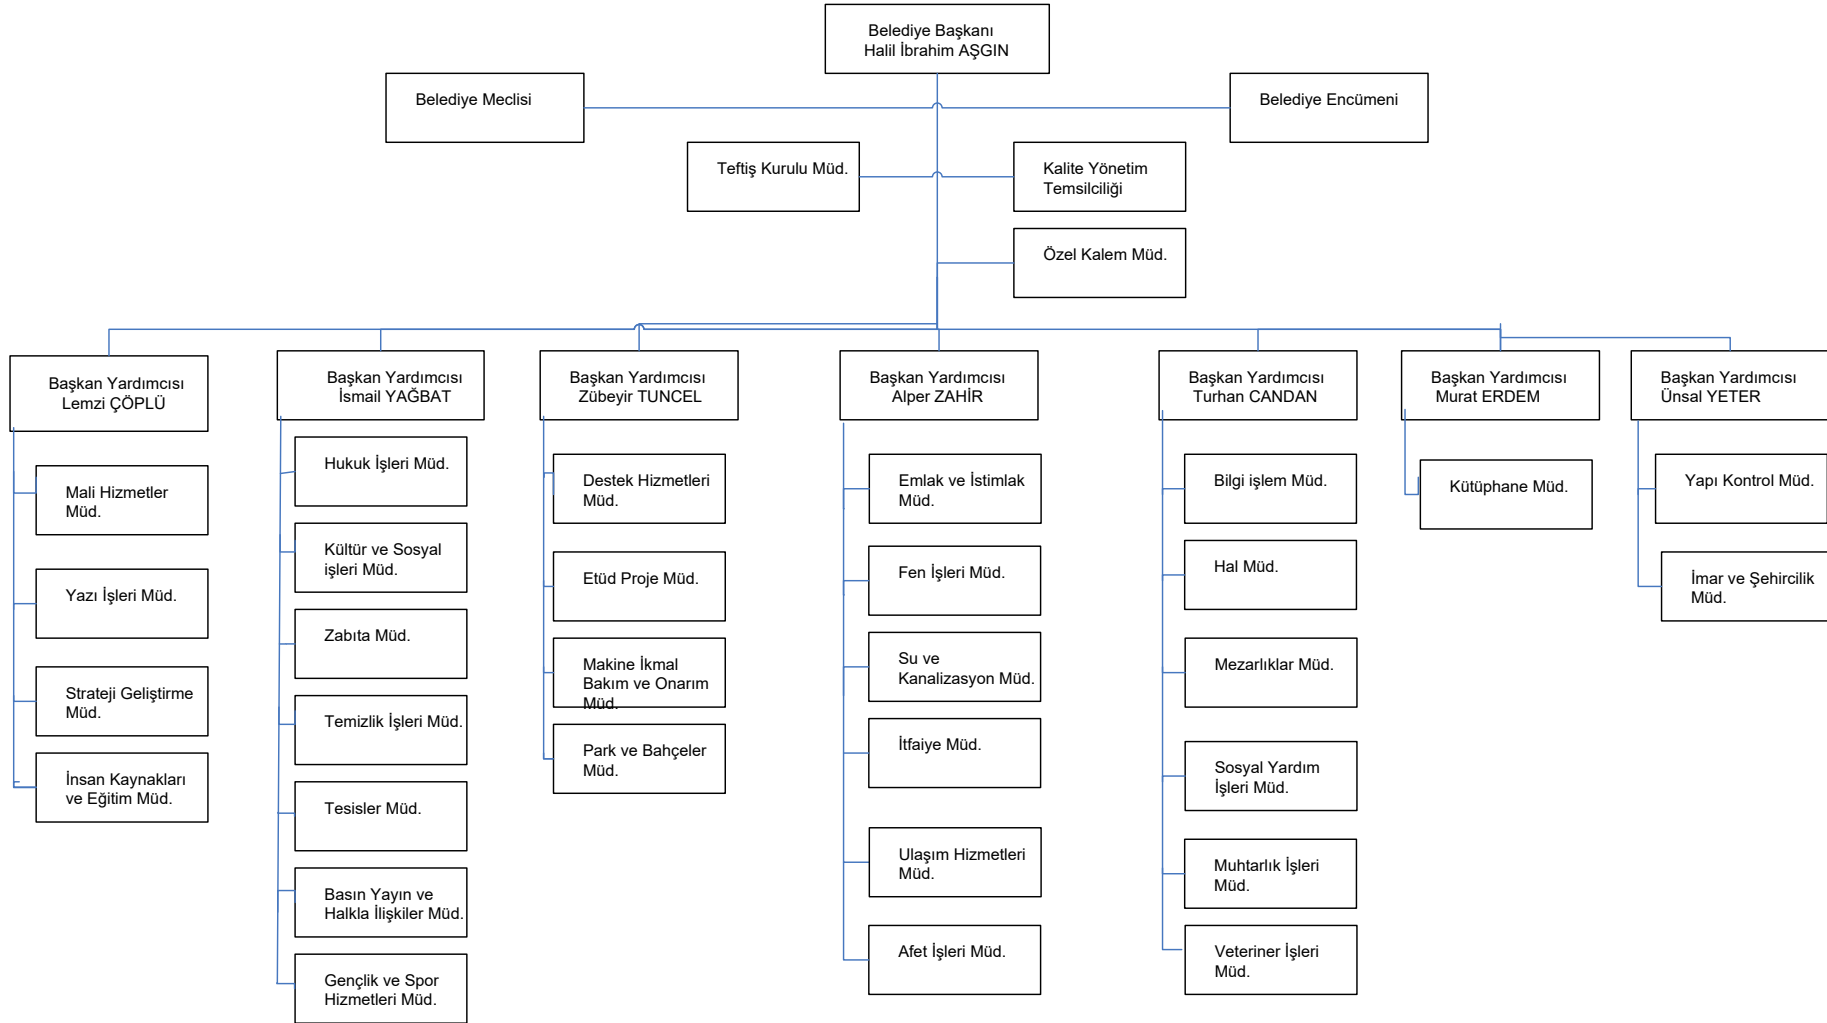 Belediye Başkanı
Halil İbrahim AŞGIN
Belediye Meclisi
Belediye Encümeni
Teftiş Kurulu Müd.
Kalite Yönetim
Temsilciliği
Özel Kalem Müd.
Başkan Yardımcısı
Lemzi ÇÖPLÜ
Mali Hizmetler
Müd.
Yazı İşleri Müd.
Strateji Geliştirme
Müd.
İnsan Kaynakları
ve Eğitim Müd.
Başkan Yardımcısı
İsmail YAĞBAT
Hukuk İşleri Müd.
Kültür ve Sosyal
işleri Müd.
Zabıta Müd.
Temizlik İşleri Müd.
Tesisler Müd.
Basın Yayın ve
Halkla İlişkiler Müd.
Gençlik ve Spor
Hizmetleri Müd.
Başkan Yardımcısı
Zübeyir TUNCEL
Destek Hizmetleri
Müd.
Etüd Proje Müd.
Makine İkmal
Bakım ve Onarım
Müd.
Park ve Bahçeler
Müd.
Başkan Yardımcısı
Alper ZAHİR
Emlak ve İstimlak
Müd.
Fen İşleri Müd.
Su ve
Kanalizasyon Müd.
İtfaiye Müd.
Ulaşım Hizmetleri
Müd.
Afet İşleri Müd.
Başkan Yardımcısı
Turhan CANDAN
Bilgi işlem Müd.
Hal Müd.
Mezarlıklar Müd.
Sosyal Yardım
İşleri Müd.
Muhtarlık İşleri
Müd.
Veteriner İşleri
Müd.
Başkan Yardımcısı
Murat ERDEM
Kütüphane Müd.
Başkan Yardımcısı
Ünsal YETER
Yapı Kontrol Müd.
İmar ve Şehircilik
Müd.